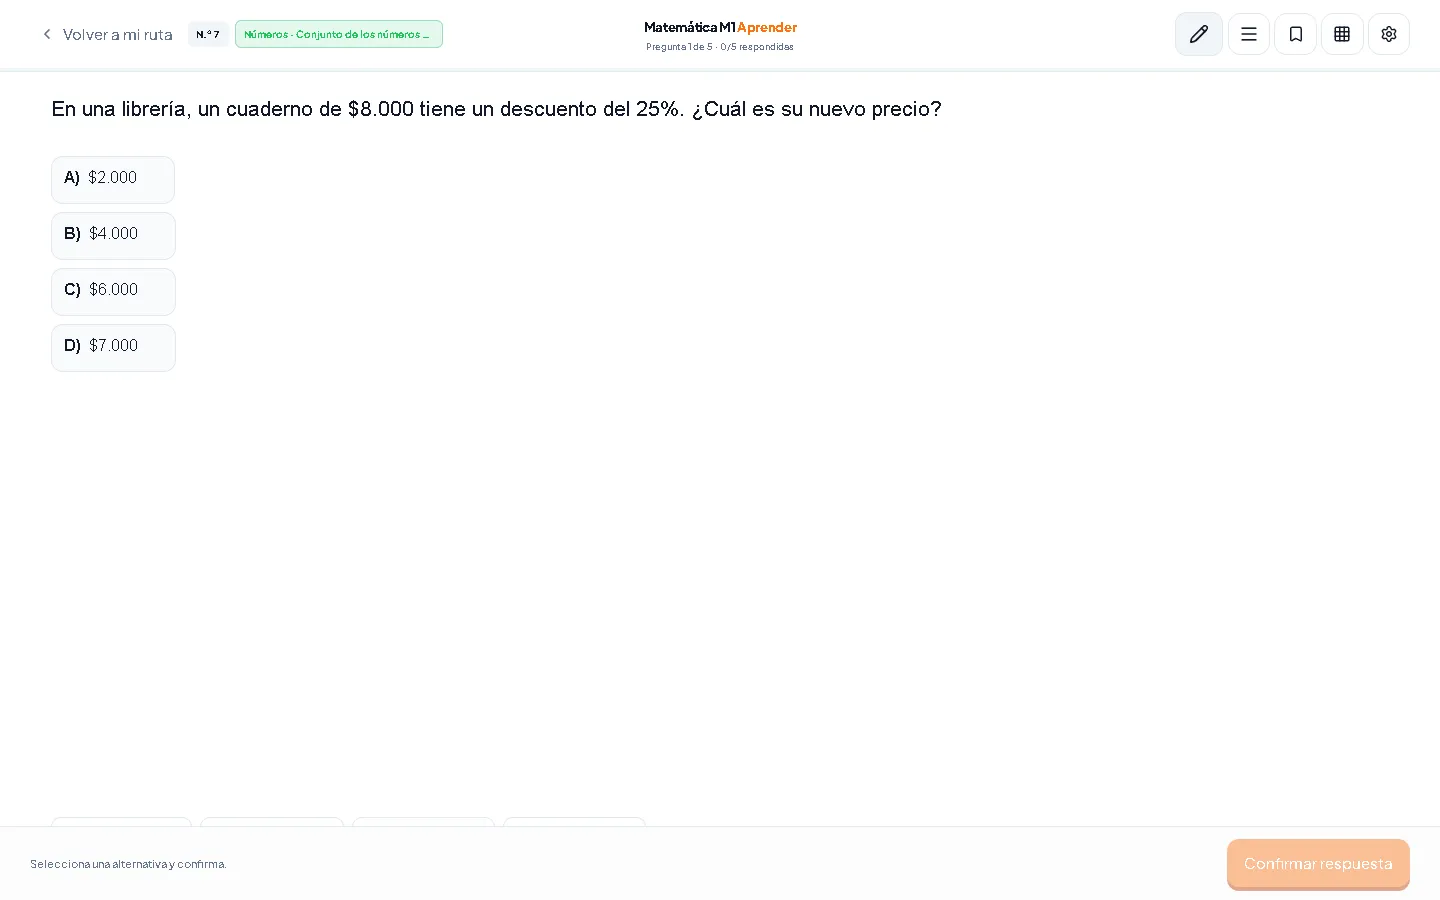 Volver a mi ruta
N.º 7
Números · Conjunto de los números ...
Matemática M1 Aprender
Pregunta 1 de 5 · 0/5 respondidas
En una librería, un cuaderno de $8.000 tiene un descuento del 25%. ¿Cuál es su nuevo precio?
A) $2.000
B) $4.000
C) $6.000
D) $7.000
Selecciona una alternativa y confirma.
Confirmar respuesta